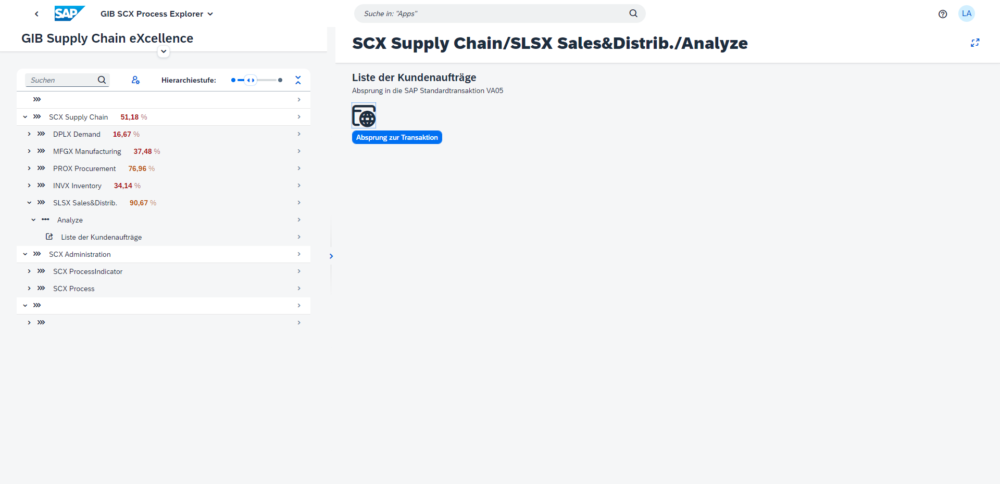 SAP
GIB SCX Process Explorer
Suche in: "Apps"
LA
GIB Supply Chain eXcellence
Suchen
Hierarchiestufe:
SCX Supply Chain 51,18 %
DPLX Demand 16,67 %
MFGX Manufacturing 37,48 %
PROX Procurement 76,96 %
INVX Inventory 34,14 %
SLSX Sales&Distrib. 90,67 %
Analyze
Liste der Kundenaufträge
SCX Administration
SCX ProcessIndicator
SCX Process
SCX Supply Chain/SLSX Sales&Distrib./Analyze
Liste der Kundenaufträge
Absprung in die SAP Standardtransaktion VA05
Absprung zur Transaktion